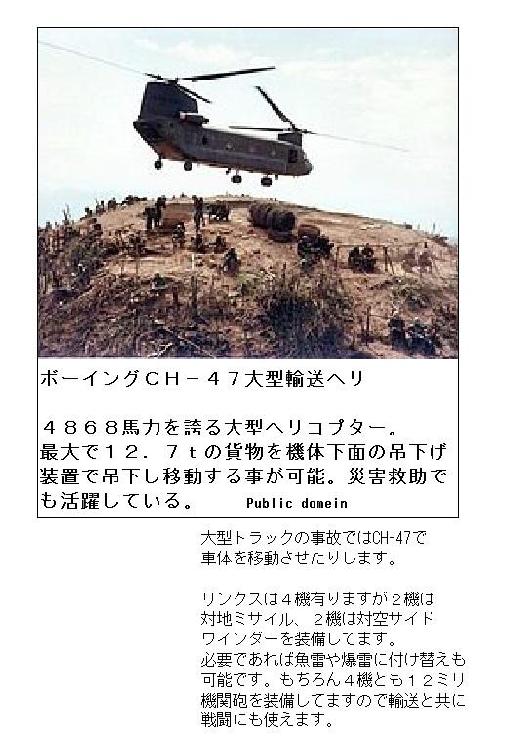 ボーイングＣＨ－４７大型輸送ヘリ
４８６８馬力を誇る大型ヘリコプター。
最大で１２．７ｔの貨物を機体下面の吊下げ
装置で吊下し移動する事が可能。災害救助で
も活躍している。 Public domein
大型トラックの事故ではCH-47で
車体を移動させたりします。
リンクスは４機有りますが２機は
対地ミサイル、２機は対空サイド
ワインダーを装備してます。
必要であれば魚雷や爆雷に付け替えも
可能です。もちろん４機とも１２ミリ
機関砲を装備してますので輸送と共に
戦闘にも使えます。